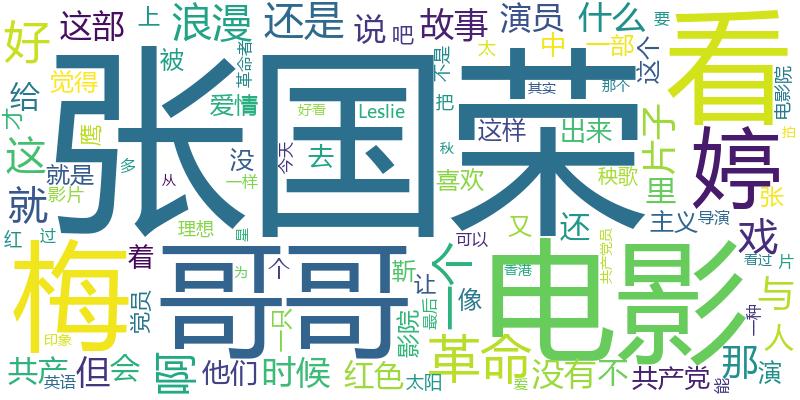 好
这部
上
浪漫
还是
说
吧
故事
演员
什么
要
看
太
中
一部
这个
给
觉得
被
革命者
不是
电影院
爱情
好看
Leslie
把
其实
那个
才
鹰
张国荣
这样
出来
片子
婷
拍
这
多
没
今天
去
秋
就是
从
一样
喜欢
秧歌
里
张
就
影片
理想
又
还
主义
导演
戏
红
过
星
可以
共产党员
看过
片
梅
着
哥哥
个
靳
一个
香港
电影
为
让
党员
一只
像
一种
与
印象
影院
最后
革命
那
人
共产
英语
但
会
啊
他们
时候
红色
太阳
爱
没有
不
共产党
能
演